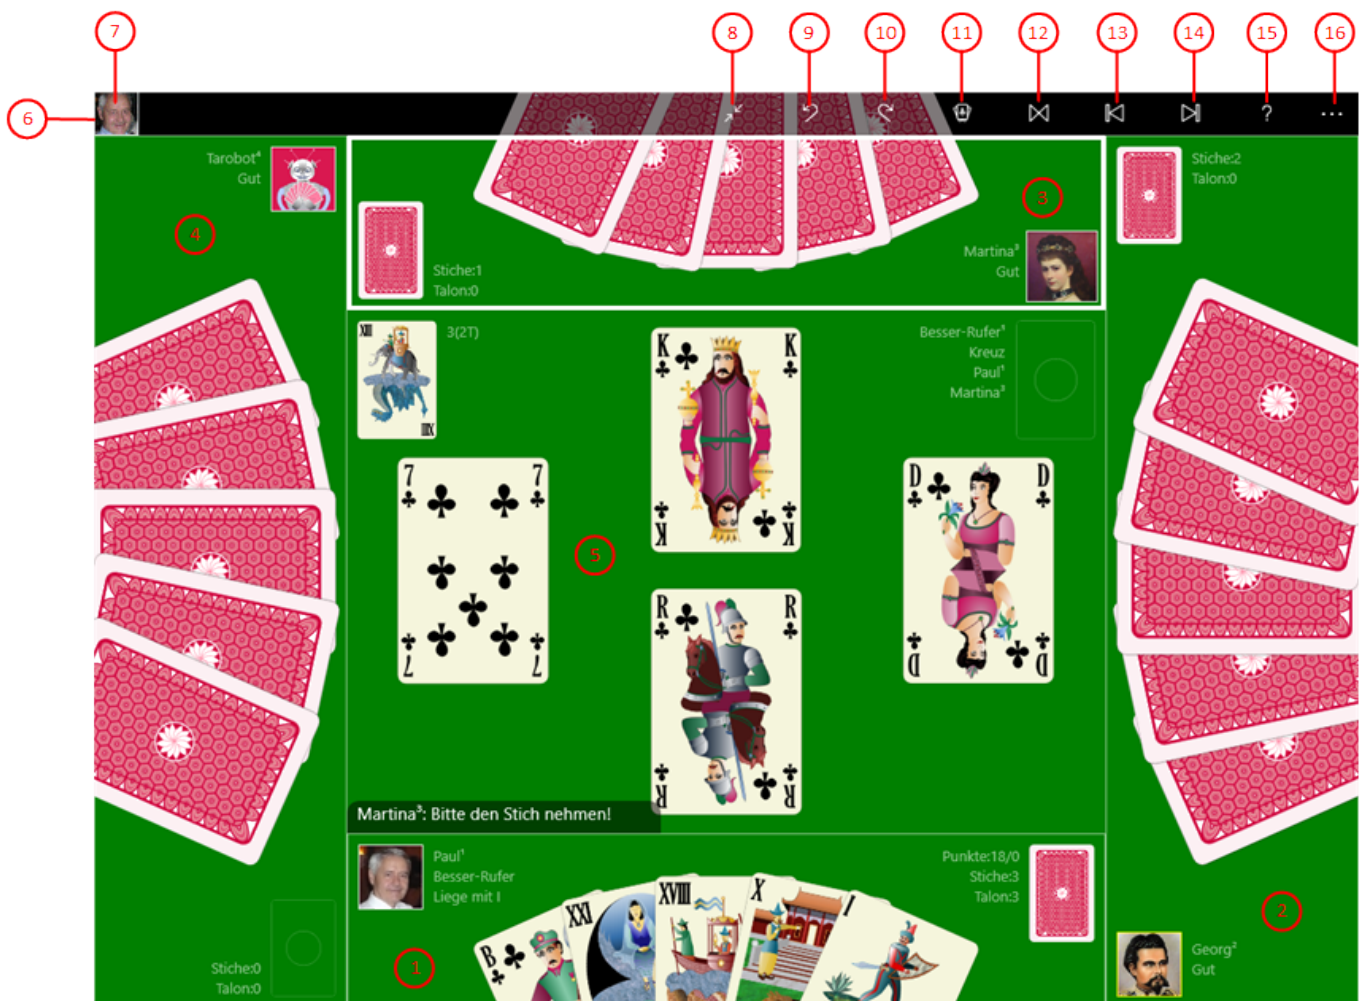 7
8
9
10
11
12
13
14
15
16
6
?
...
Tarobot⁴
Gut
4
Stiche:1
Talon:0
3
Martina³
Gut
Stiche:2
Talon:0
XIII
XIII
3(2T)
Besser-Rufer¹
Kreuz
Paul¹
Martina³
K
K
K
K
7
7
7
7
5
D
D
D
D
R
R
R
R
Martina³: Bitte den Stich nehmen!
Paul¹
Besser-Rufer
Liege mit I
Punkte:18/0
Stiche:3
Talon:3
B
XXI
XVIII
X
I
1
2
Stiche:0
Talon:0
Georg²
Gut